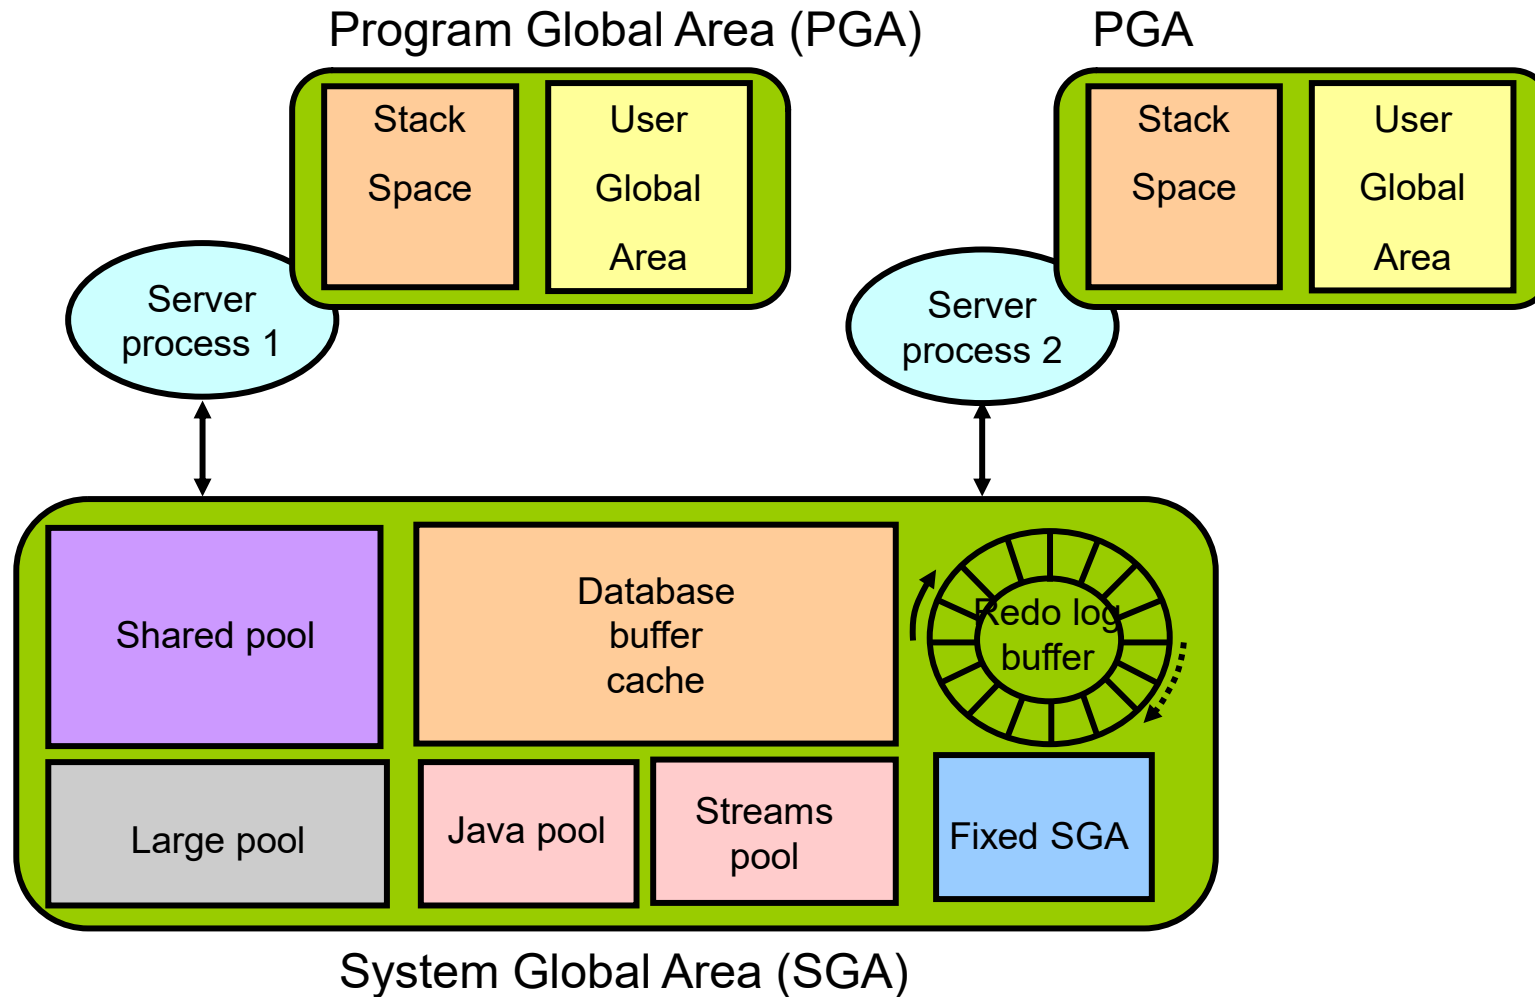 Program Global Area (PGA)
PGA
Stack
Space
User
Global
Area
Stack
Space
User
Global
Area
Server
process 1
Server
process 2
Shared pool
Database
buffer
cache
Redo log
buffer
Large pool
Java pool
Streams
pool
Fixed SGA
System Global Area (SGA)